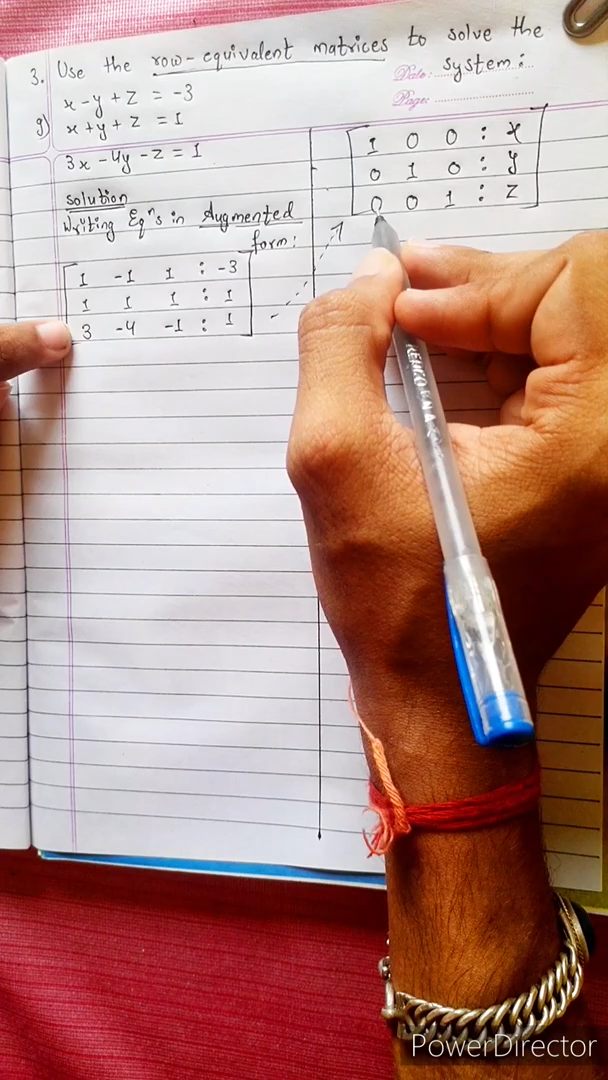 3. Use the row-equivalent matrices to solve the system:
Date:
Page:
g) x-y+z = -3
x+y+z = 1
3x-4y-z = 1
solution
Writing Eqⁿs in Augmented form:
1 -1 1 : -3
1 1 1 : 1
3 -4 -1 : 1
1 0 0 : x
0 1 0 : y
0 0 1 : z
PowerDirector